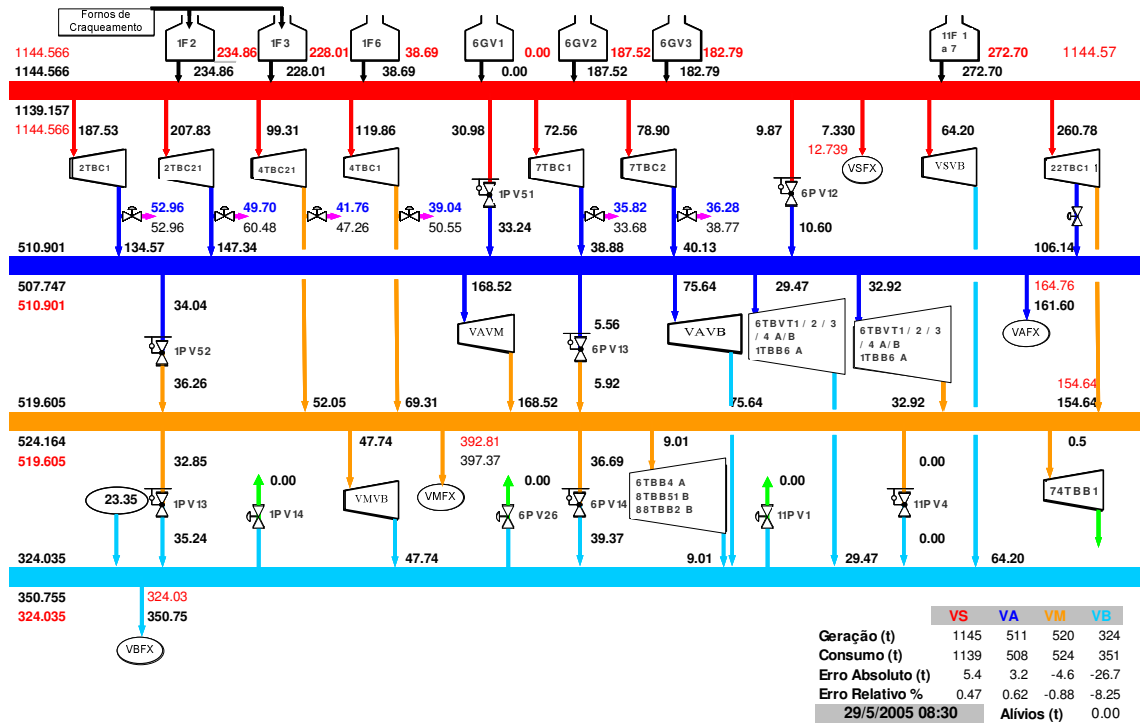 Fornos de
Craqueamento
1F2
1F3
1F6
6GV1
6GV2
6GV3
11F 1
a 7
1144.566
234.86
228.01
38.69
0.00
187.52
182.79
272.70
1144.57
1144.566
234.86
228.01
38.69
0.00
187.52
182.79
272.70
1139.157
1144.566
187.53
207.83
99.31
119.86
30.98
72.56
78.90
9.87
7.330
12.739
64.20
260.78
2TBC1
2TBC21
4TBC21
4TBC1
1PV51
7TBC1
7TBC2
6PV12
VSFX
VSVB
22TBC1 1
52.96
49.70
41.76
39.04
35.82
36.28
52.96
60.48
47.26
50.55
33.24
33.68
38.77
10.60
510.901
134.57
147.34
38.88
40.13
106.14
507.747
510.901
34.04
168.52
5.56
75.64
29.47
32.92
164.76
161.60
1PV52
VAVM
6PV13
VAVB
6TBVT1 / 2 / 3
/ 4 A/B
1TBB6 A
6TBVT1 / 2 / 3
/ 4 A/B
1TBB6 A
VAFX
36.26
5.92
154.64
519.605
52.05
69.31
168.52
75.64
32.92
154.64
524.164
519.605
32.85
47.74
392.81
397.37
36.69
9.01
0.00
0.5
0.00
0.00
0.00
23.35
1PV13
1PV14
VMVB
VMFX
6PV26
6PV14
6TBB4 A
8TBB51 B
88TBB2 B
11PV1
11PV4
74TBB1
35.24
39.37
0.00
324.035
47.74
9.01
29.47
64.20
350.755
324.035
324.03
350.75
VBFX
VS VA VM VB
Geração (t) 1145 511 520 324
Consumo (t) 1139 508 524 351
Erro Absoluto (t) 5.4 3.2 -4.6 -26.7
Erro Relativo % 0.47 0.62 -0.88 -8.25
29/5/2005 08:30 Alívios (t) 0.00